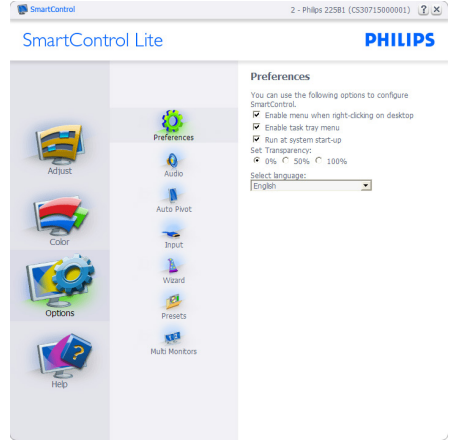 SmartControl
2 - Philips 225B1 (CS30715000001)
SmartControl Lite
PHILIPS
Adjust
Color
Options
Help
Preferences
Audio
Auto Pivot
Input
Wizard
Presets
Multi Monitors
Preferences
You can use the following options to configure
SmartControl.
Enable menu when right-clicking on desktop
Enable task tray menu
Run at system start-up
Set Transparency:
0% 50% 100%
Select language:
English